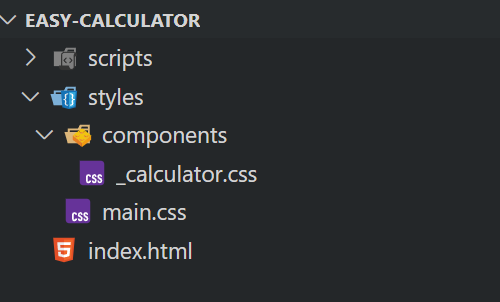 EASY-CALCULATOR
scripts
styles
components
CSS _calculator.css
CSS main.css
5 index.html